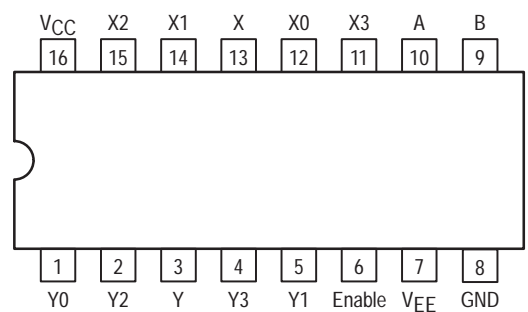 VCC X2 X1 X X0 X3 A B
16 15 14 13 12 11 10 9
1 2 3 4 5 6 7 8
Y0 Y2 Y Y3 Y1 Enable VEE GND